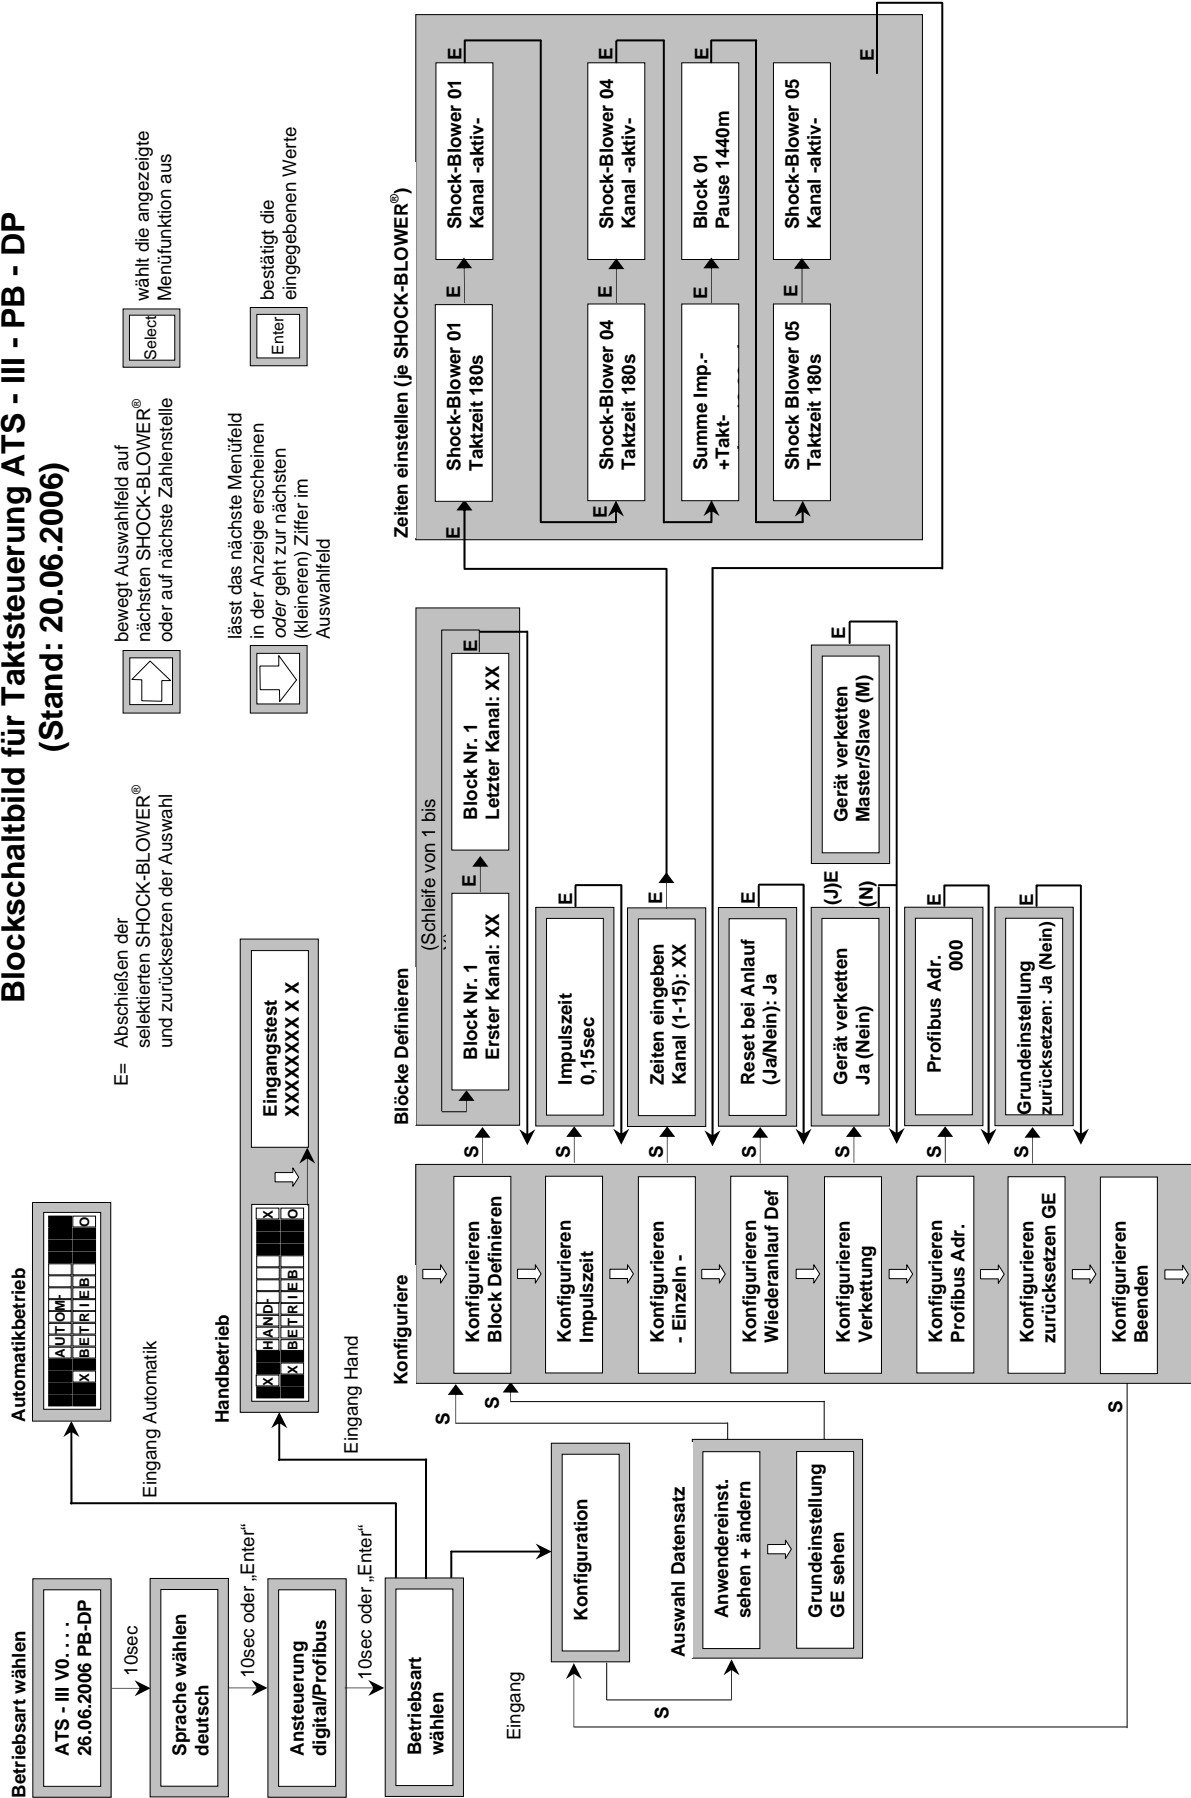 Blockschaltbild für Taktsteuerung ATS - III - PB - DP
(Stand: 20.06.2006)
E= Abschießen der
selektierten SHOCK-BLOWER®
und zurücksetzen der Auswahl
bewegt Auswahlfeld auf
nächsten SHOCK-BLOWER®
oder auf nächste Zahlenstelle
Select
wählt die angezeigte
Menüfunktion aus
lässt das nächste Menüfeld
in der Anzeige erscheinen
oder geht zur nächsten
(kleineren) Ziffer im
Auswahlfeld
Enter
bestätigt die
eingegebenen Werte
Betriebsart wählen
ATS - III V0. . . .
26.06.2006 PB-DP
10sec
Sprache wählen
deutsch
10sec oder „Enter“
Ansteuerung
digital/Profibus
10sec oder „Enter“
Betriebsart
wählen
Automatikbetrieb
AUTOM-
X BETRIEB O
Eingang Automatik
Handbetrieb
X HAND- X
X BETRIEB O
Eingangstest
XXXXXXXX X X
Eingang Hand
Eingang
Konfiguration
S
Auswahl Datensatz
Anwendereinst.
sehen + ändern
Grundeinstellung
GE sehen
S
S
Konfiguriere
Konfigurieren
Block Definieren
S
Konfigurieren
Impulszeit
S
Konfigurieren
- Einzeln -
S
Konfigurieren
Wiederanlauf Def
S
Konfigurieren
Verkettung
S
Konfigurieren
Profibus Adr.
S
Konfigurieren
zurücksetzen GE
S
Konfigurieren
Beenden
S
Blöcke Definieren
(Schleife von 1 bis
Block Nr. 1
Erster Kanal: XX
E
Block Nr. 1
Letzter Kanal: XX
E
Impulszeit
0,15sec
E
Zeiten eingeben
Kanal (1-15): XX
E
Reset bei Anlauf
(Ja/Nein): Ja
E
Gerät verketten
Ja (Nein)
(J)E
(N)
Gerät verketten
Master/Slave (M)
E
Profibus Adr.
000
E
Grundeinstellung
zurücksetzen: Ja (Nein)
E
Zeiten einstellen (je SHOCK-BLOWER®)
E
Shock-Blower 01
Taktzeit 180s
E
Shock-Blower 01
Kanal -aktiv-
E
E
Shock-Blower 04
Taktzeit 180s
E
Shock-Blower 04
Kanal -aktiv-
E
Summe Imp.-
+Takt-
E
Block 01
Pause 1440m
E
Shock Blower 05
Taktzeit 180s
E
Shock-Blower 05
Kanal -aktiv-
E